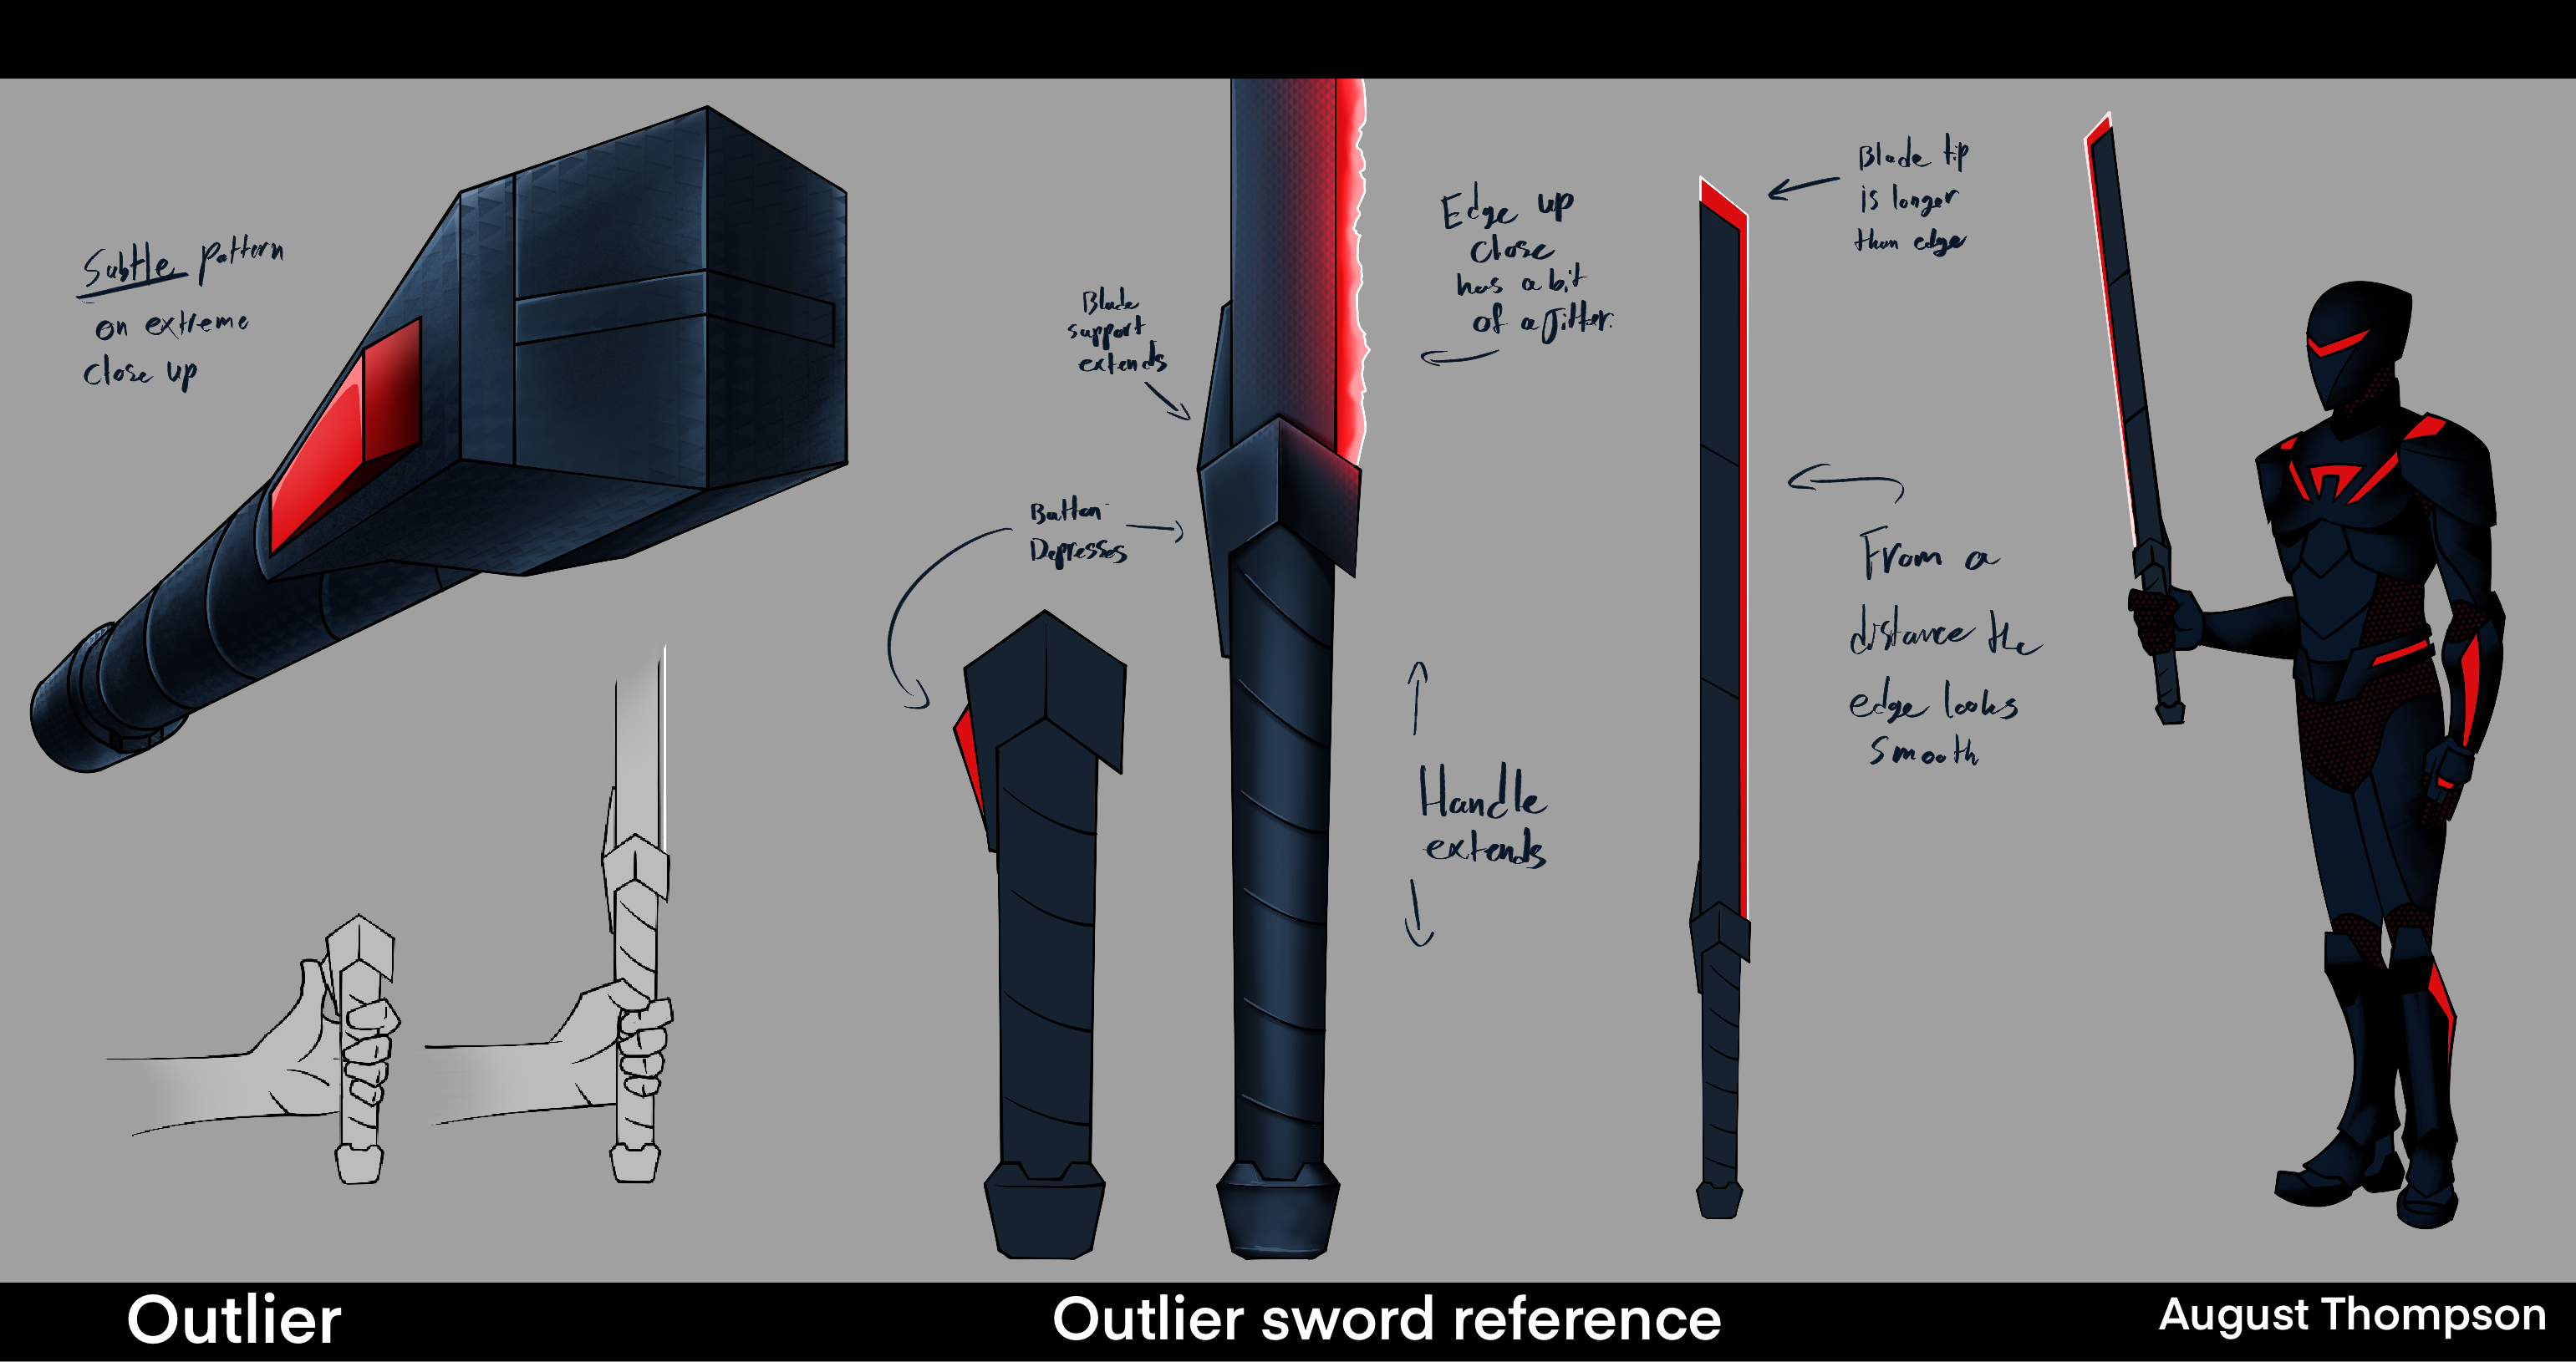 Subtle pattern
on extreme
close up
Blade
support
extends
Button
Depresses
Edge up
close
has a bit
of a Jitter.
Handle
extends
Blade tip
is longer
than edge
From a
distance the
edge looks
smooth
Outlier
Outlier sword reference
August Thompson